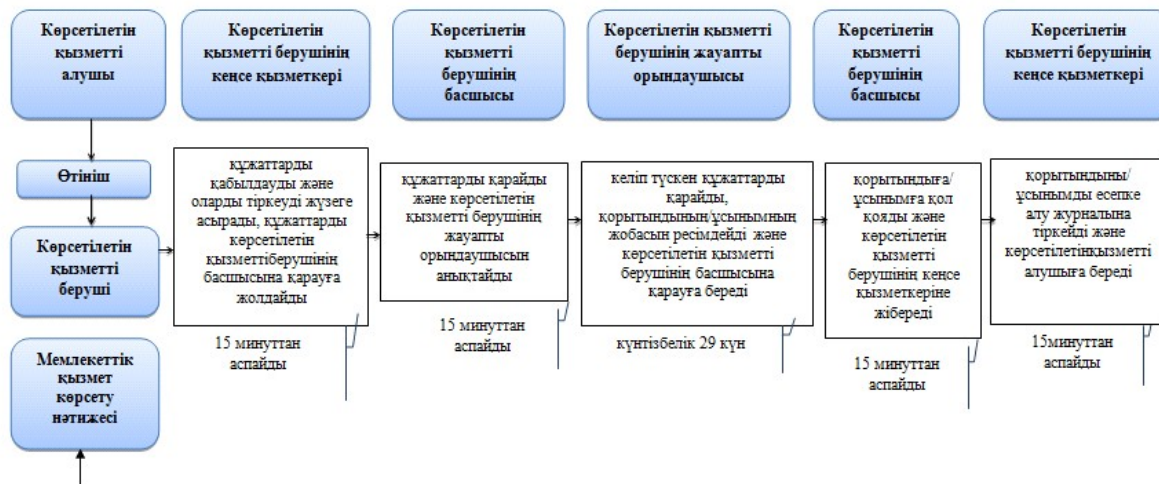 Көрсетілетін
қызметті
алушы
Көрсетілетін
қызметті берушінің
кеңсе қызметкері
Көрсетілетін
қызметті
берушінің
басшысы
Көрсетілетін қызметті
берушінің жауапты
орындаушысы
Көрсетілетін
қызметті
берушінің
басшысы
Көрсетілетін
қызметті берушінің
кеңсе қызметкері
Өтініш
Көрсетілетін
қызметті
беруші
Мемлекеттік
қызмет
көрсету
нәтижесі
құжаттарды
қабылдауды және
оларды тіркеуді жүзеге
асырады, құжаттарды
көрсетілетін
қызметтіберушінің
басшысына қарауға
жолдайды
15 минуттан
аспайды
құжаттарды қарайды
және көрсетілетін
қызметті берушінің
жауапты
орындаушысын
анықтайды
15 минуттан
аспайды
келіп түскен құжаттарды
қарайды,
қорытындының/ұсынымның
жобасын ресімдейді және
көрсетілетін қызметті
берушінің басшысына
қарауға береді
күнтізбелік 29 күн
қорытындыға/
ұсынымға қол
қояды және
көрсетілетін
қызметті
берушінің кеңсе
қызметкеріне
жібереді
15 минуттан
аспайды
қорытындыны/
ұсынымды есепке
алу журналына
тіркейді және
көрсетілетінқызметті
алушыға береді
15минуттан
аспайды